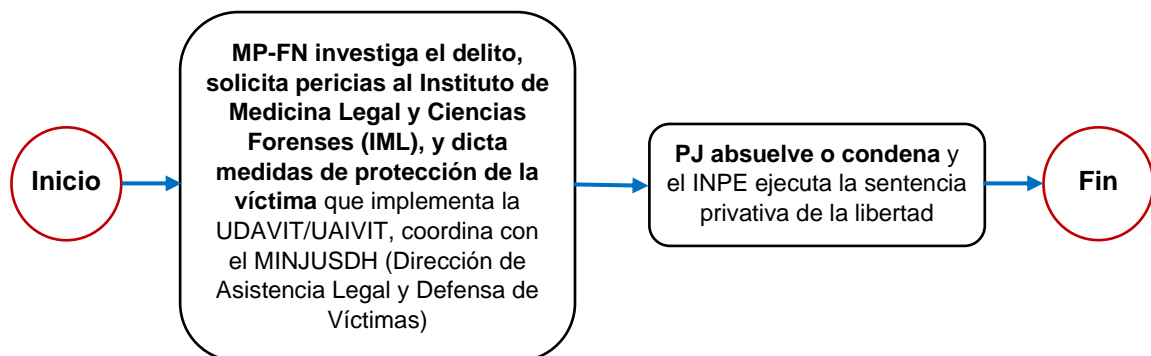 Inicio
MP-FN investiga el delito,
solicita pericias al Instituto de
Medicina Legal y Ciencias
Forenses (IML), y dicta
medidas de protección de la
víctima que implementa la
UDAVIT/UAIVIT, coordina con
el MINJUSDH (Dirección de
Asistencia Legal y Defensa de
Víctimas)
PJ absuelve o condena y
el INPE ejecuta la sentencia
privativa de la libertad
Fin